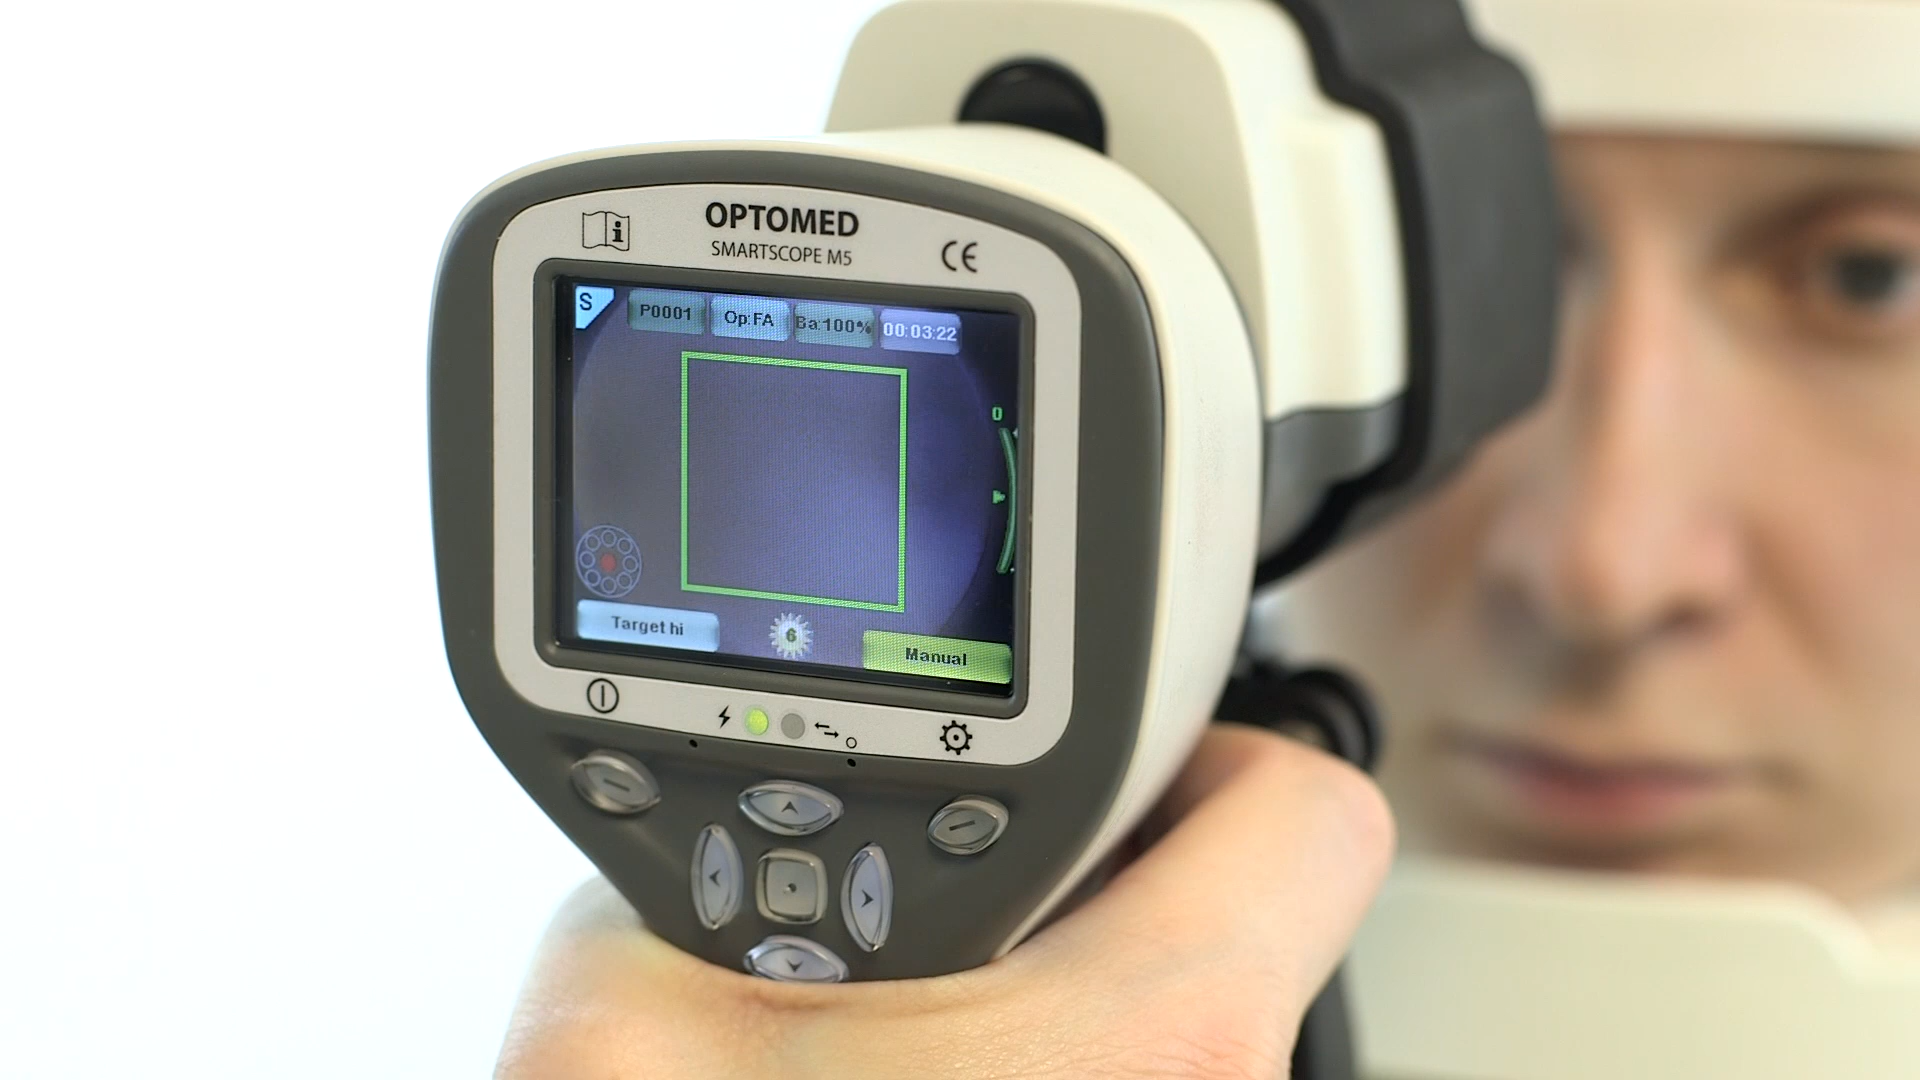 OPTOMED
SMARTSCOPE M5
CE
S
P0001 Op:FA Ba:100% 00:03:22
0
Target hi
6
Manual